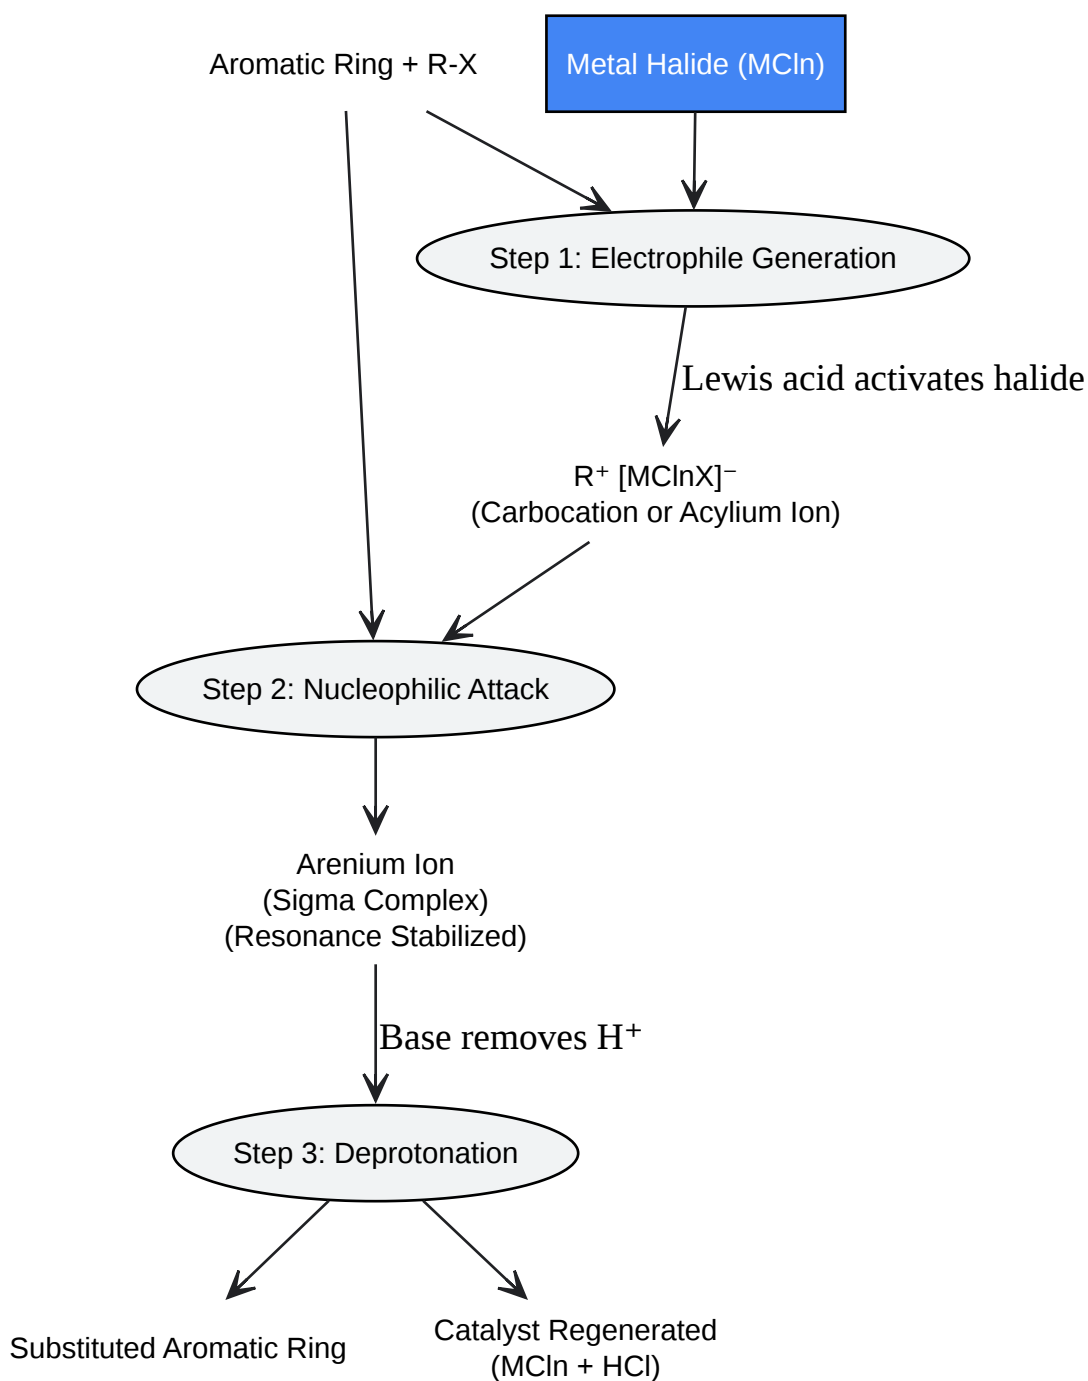 Aromatic Ring + R-X
Metal Halide (MCln)
Step 1: Electrophile Generation
Lewis acid activates halide
R⁺ [MClnX]⁻
(Carbocation or Acylium Ion)
Step 2: Nucleophilic Attack
Arenium Ion
(Sigma Complex)
(Resonance Stabilized)
Base removes H⁺
Step 3: Deprotonation
Substituted Aromatic Ring
Catalyst Regenerated
(MCln + HCl)